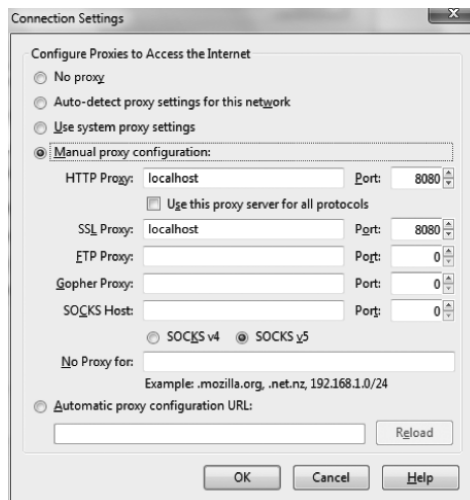 Connection Settings
Configure Proxies to Access the Internet
No proxy
Auto-detect proxy settings for this network
Use system proxy settings
Manual proxy configuration:
HTTP Proxy: localhost Port: 8080
Use this proxy server for all protocols
SSL Proxy: localhost Port: 8080
FTP Proxy: Port: 0
Gopher Proxy: Port: 0
SOCKS Host: Port: 0
SOCKS v4 SOCKS v5
No Proxy for:
Example: .mozilla.org, .net.nz, 192.168.1.0/24
Automatic proxy configuration URL:
Reload
OK Cancel Help